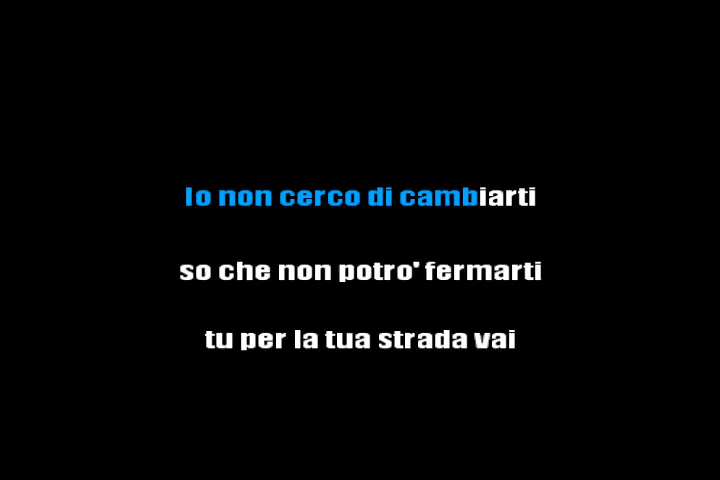 Io non cerco di cambiarti
so che non potro' fermarti
tu per la tua strada vai